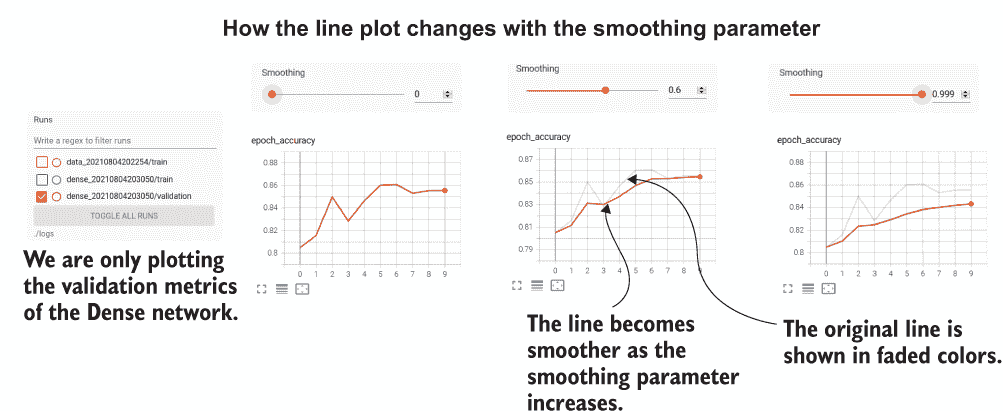 How the line plot changes with the smoothing parameter
Runs
Write a regex to filter runs
data_20210804202254/train
dense_20210804203050/train
dense_20210804203050/validation
TOGGLE ALL RUNS
./logs
We are only plotting
the validation metrics
of the Dense network.
Smoothing
0
epoch_accuracy
0.88
0.86
0.84
0.82
0.8
0 1 2 3 4 5 6 7 8 9
Smoothing
0.6
epoch_accuracy
0.87
0.85
0.83
0.81
0.79
0 1 2 3 4 5 6 7 8 9
The line becomes
smoother as the
smoothing parameter
increases.
Smoothing
0.999
epoch_accuracy
0.88
0.86
0.84
0.82
0.8
0 1 2 3 4 5 6 7 8 9
The original line is
shown in faded colors.